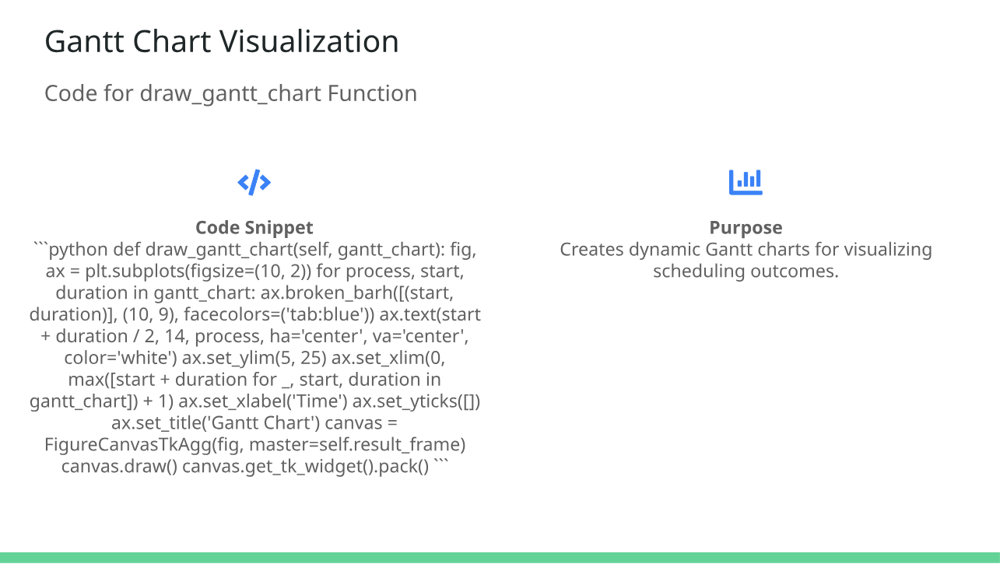 Gantt Chart Visualization
Code for draw_gantt_chart Function
Code Snippet
```python def draw_gantt_chart(self, gantt_chart): fig,
ax = plt.subplots(figsize=(10, 2)) for process, start,
duration in gantt_chart: ax.broken_barh([(start,
duration)], (10, 9), facecolors=('tab:blue')) ax.text(start
+ duration / 2, 14, process, ha='center', va='center',
color='white') ax.set_ylim(5, 25) ax.set_xlim(0,
max([start + duration for _, start, duration in
gantt_chart]) + 1) ax.set_xlabel('Time') ax.set_yticks([])
ax.set_title('Gantt Chart') canvas =
FigureCanvasTkAgg(fig, master=self.result_frame)
canvas.draw() canvas.get_tk_widget().pack() ```
Purpose
Creates dynamic Gantt charts for visualizing
scheduling outcomes.